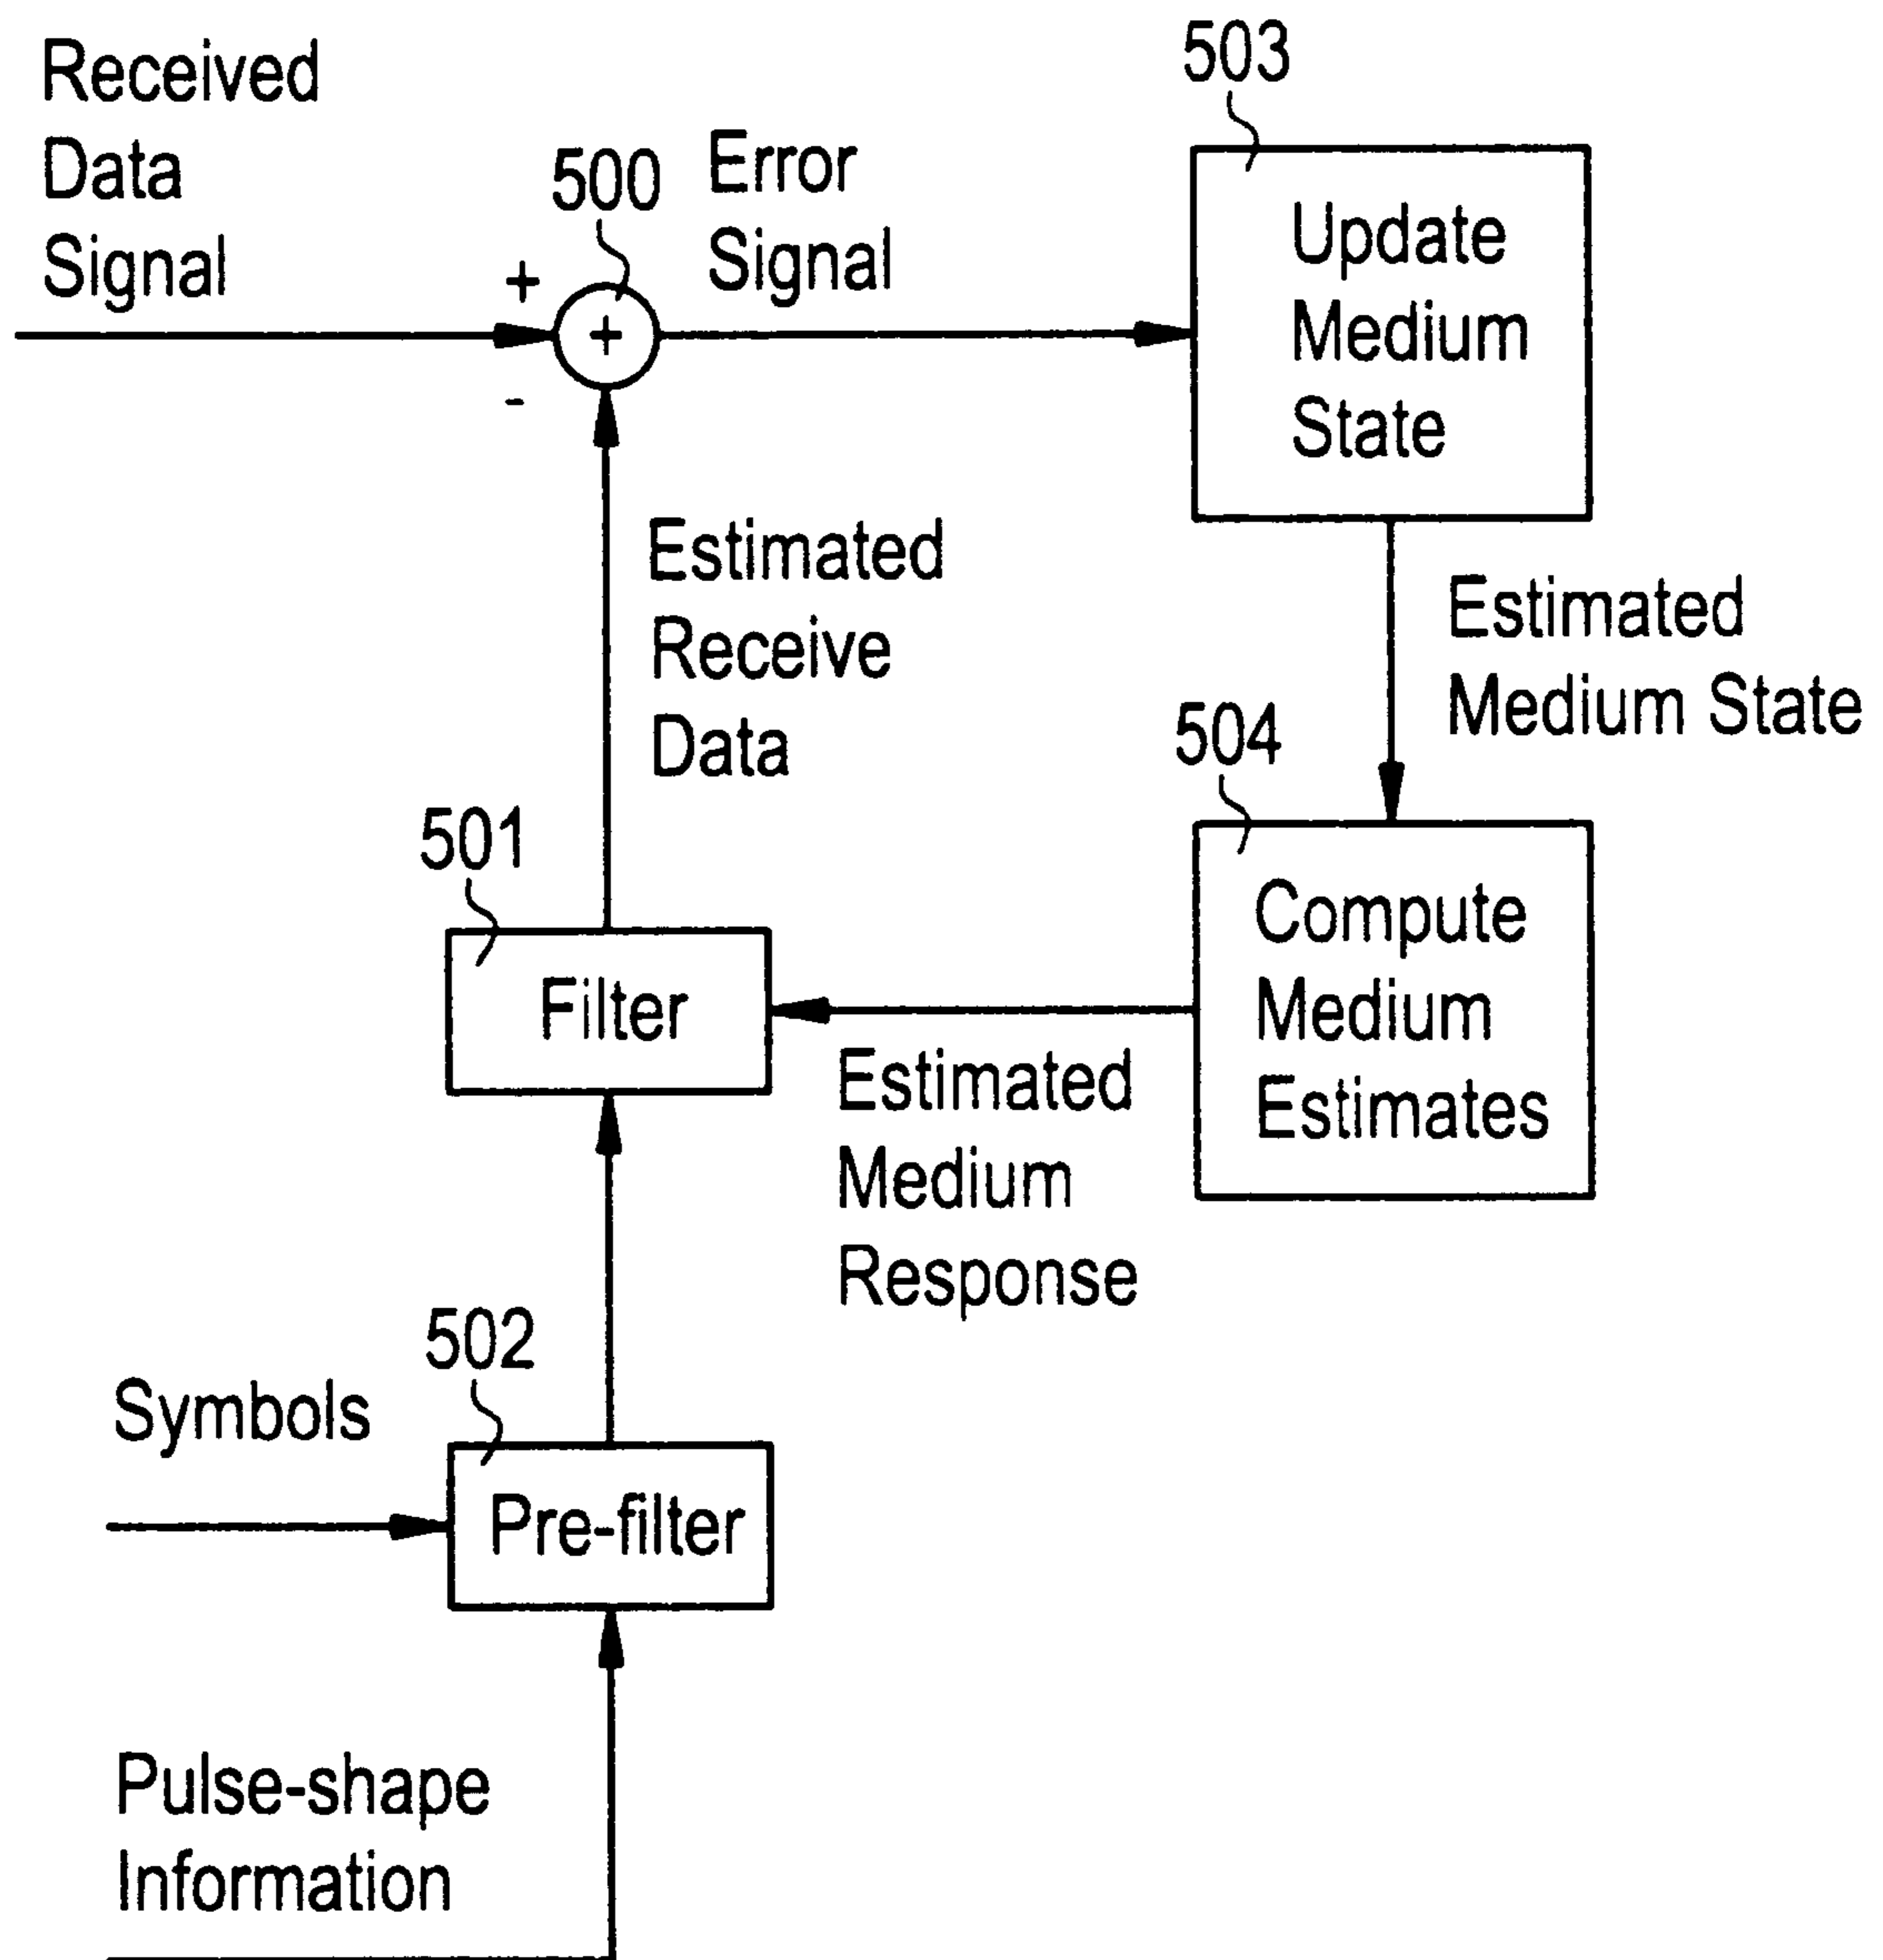 Received
Data
Signal
500
Error
Signal
503
+
+
-
Update
Medium
State
Estimated
Receive
Data
Estimated
Medium State
504
Compute
Medium
Estimates
501
Filter
Estimated
Medium
Response
502
Symbols
Pre-filter
Pulse-shape
Information